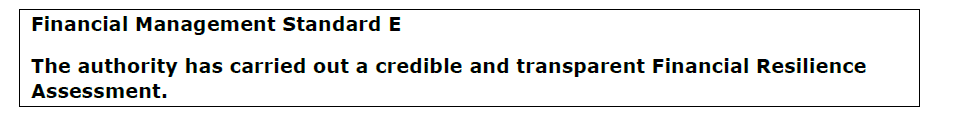 Financial Management Standard E
The authority has carried out a credible and transparent Financial Resilience
Assessment.